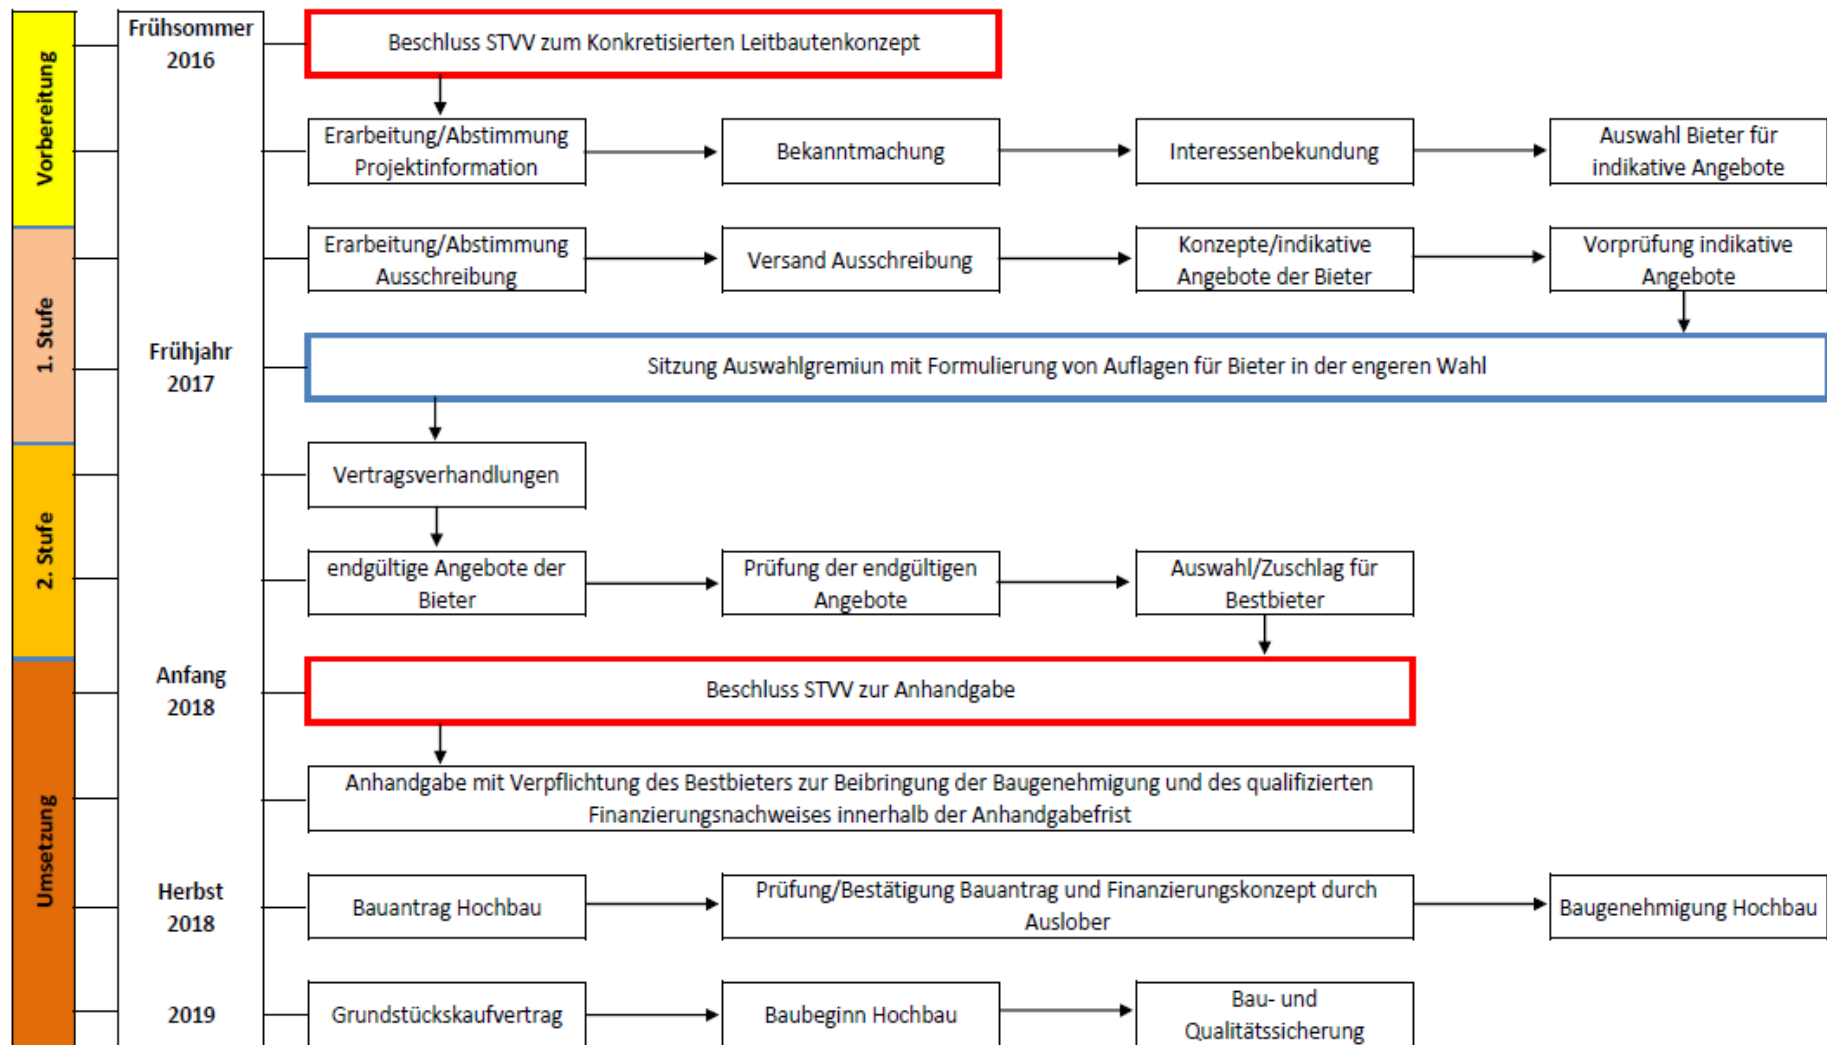 Vorbereitung
Frühsommer
2016
Beschluss STVV zum Konkretisierten Leitbautenkonzept
Erarbeitung/Abstimmung
Projektinformation
Bekanntmachung
Interessenbekundung
Auswahl Bieter für
indikative Angebote
1. Stufe
Erarbeitung/Abstimmung
Ausschreibung
Versand Ausschreibung
Konzepte/indikative
Angebote der Bieter
Vorprüfung indikative
Angebote
Frühjahr
2017
Sitzung Auswahlgremiun mit Formulierung von Auflagen für Bieter in der engeren Wahl
2. Stufe
Vertragsverhandlungen
endgültige Angebote der
Bieter
Prüfung der endgültigen
Angebote
Auswahl/Zuschlag für
Bestbieter
Umsetzung
Anfang
2018
Beschluss STVV zur Anhandgabe
Anhandgabe mit Verpflichtung des Bestbieters zur Beibringung der Baugenehmigung und des qualifizierten
Finanzierungsnachweises innerhalb der Anhandgabefrist
Herbst
2018
Bauantrag Hochbau
Prüfung/Bestätigung Bauantrag und Finanzierungskonzept durch
Auslober
Baugenehmigung Hochbau
2019
Grundstückskaufvertrag
Baubeginn Hochbau
Bau- und
Qualitätssicherung